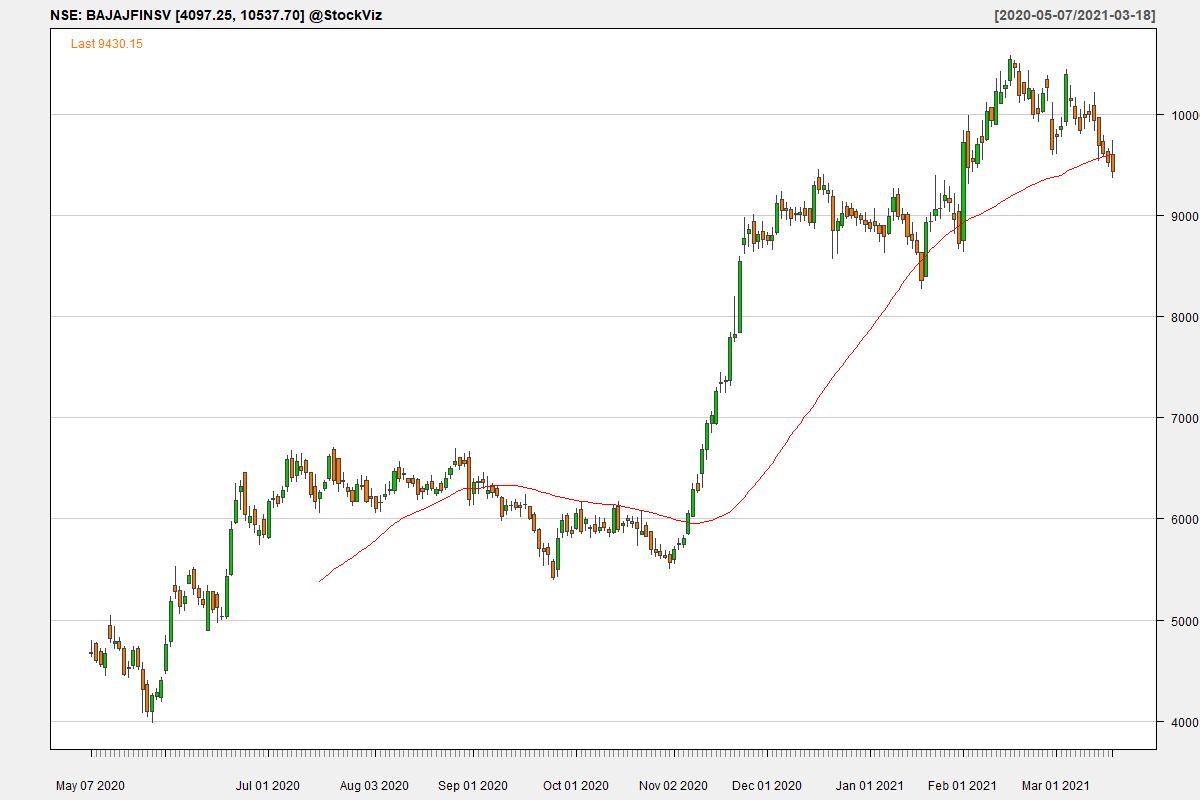 NSE: BAJAJFINSV [4097.25, 10537.70] @StockViz [2020-05-07/2021-03-18]
Last 9430.15
1000
9000
8000
7000
6000
5000
4000
May 07 2020 Jul 01 2020 Aug 03 2020 Sep 01 2020 Oct 01 2020 Nov 02 2020 Dec 01 2020 Jan 01 2021 Feb 01 2021 Mar 01 2021